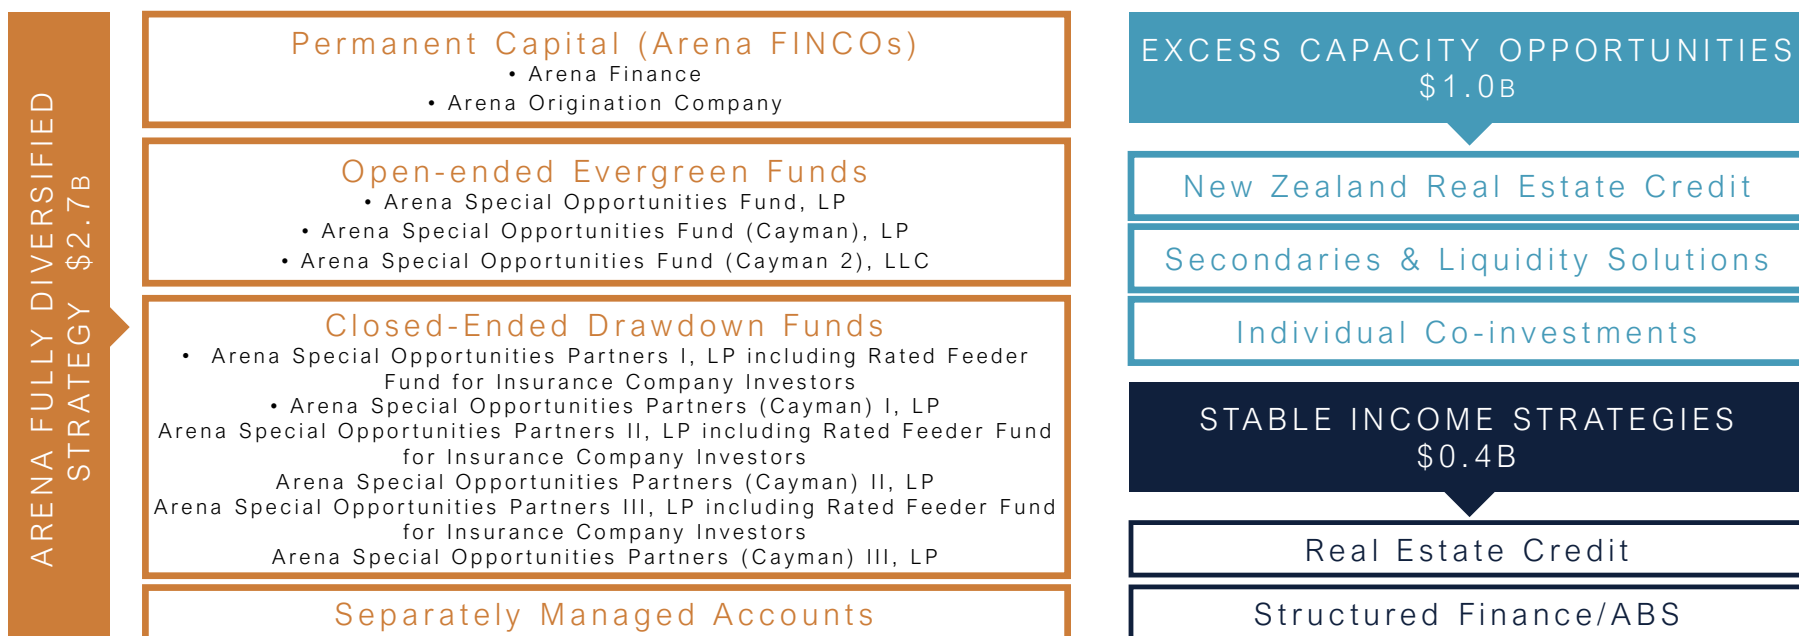 ARENA FULLY DIVERSIFIED
STRATEGY $2.7B
Permanent Capital (Arena FINCOs)
• Arena Finance
• Arena Origination Company
Open-ended Evergreen Funds
• Arena Special Opportunities Fund, LP
• Arena Special Opportunities Fund (Cayman), LP
• Arena Special Opportunities Fund (Cayman 2), LLC
Closed-Ended Drawdown Funds
• Arena Special Opportunities Partners I, LP including Rated Feeder
Fund for Insurance Company Investors
• Arena Special Opportunities Partners (Cayman) I, LP
Arena Special Opportunities Partners II, LP including Rated Feeder Fund
for Insurance Company Investors
Arena Special Opportunities Partners (Cayman) II, LP
Arena Special Opportunities Partners III, LP including Rated Feeder Fund
for Insurance Company Investors
Arena Special Opportunities Partners (Cayman) III, LP
Separately Managed Accounts
EXCESS CAPACITY OPPORTUNITIES
$1.0B
New Zealand Real Estate Credit
Secondaries & Liquidity Solutions
Individual Co-investments
STABLE INCOME STRATEGIES
$0.4B
Real Estate Credit
Structured Finance/ABS